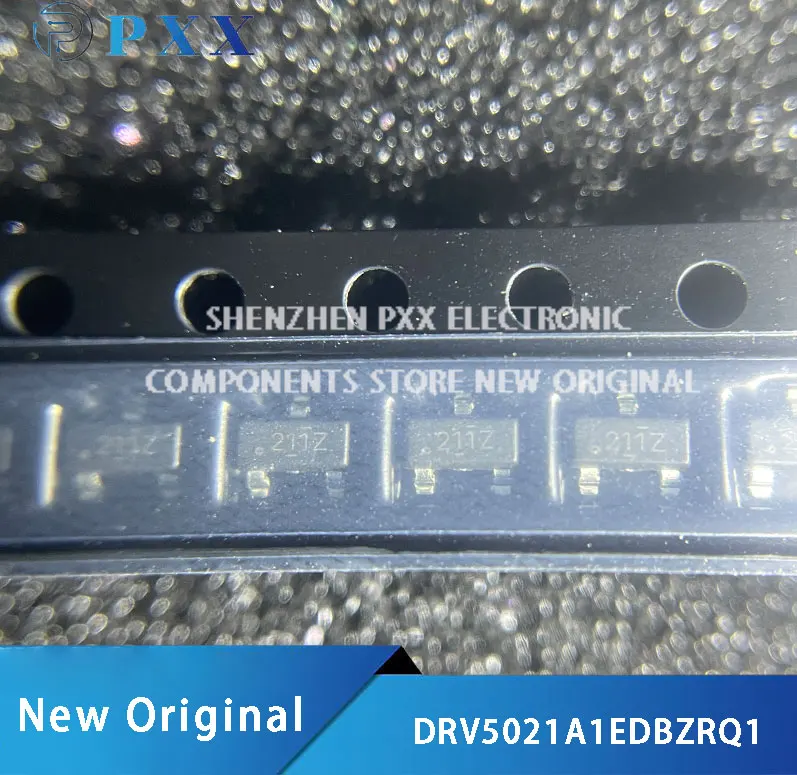 PXX
SHENZHEN PXX ELECTRONIC
COMPONENTS STORE NEW ORIGINAL
211Z 211Z 211Z 211Z
New Original
DRV5021A1EDBZRQ1